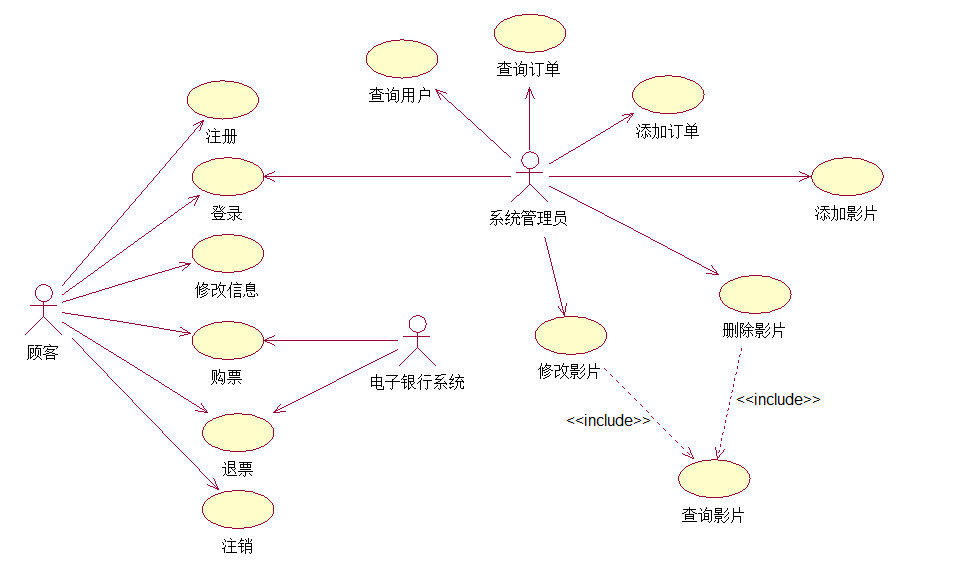 查询订单
查询用户
添加订单
注册
登录
添加影片
系统管理员
修改信息
删除影片
顾客
购票
电子银行系统
修改影片
<<include>>
<<include>>
退票
查询影片
注销